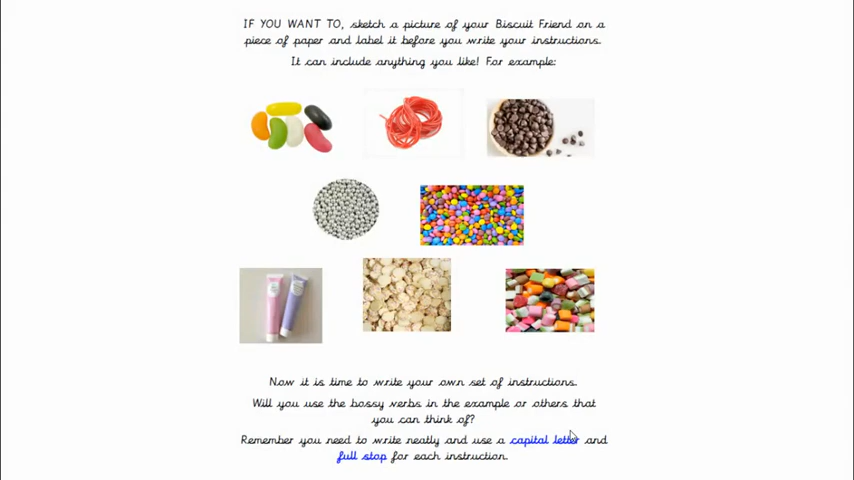 IF YOU WANT TO, sketch a picture of your Biscuit Friend on a
piece of paper and label it before you write your instructions.
It can include anything you like! For example:
Now it is time to write your own set of instructions.
Will you use the bossy verbs in the example or others that
you can think of?
Remember you need to write neatly and use a capital letter and
full stop for each instruction.